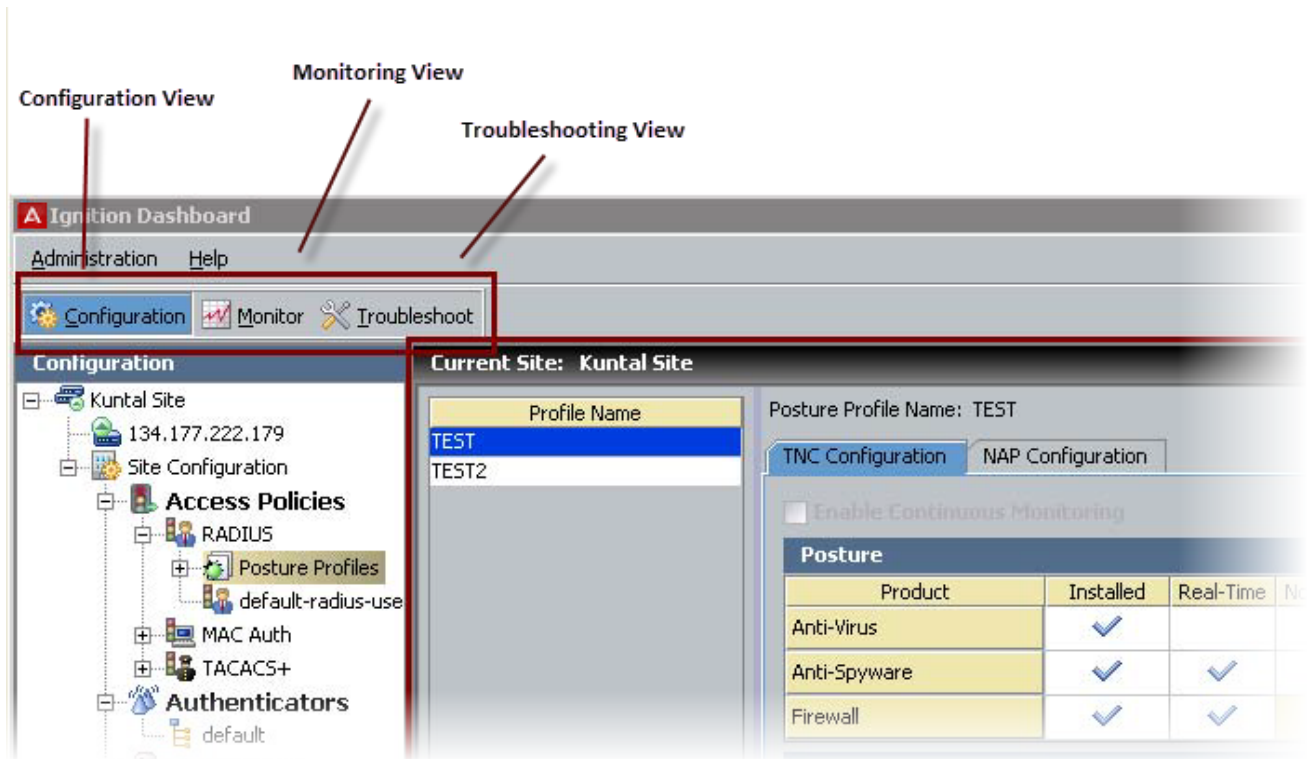 Monitoring View
Configuration View
Troubleshooting View
A Ignition Dashboard
Administration Help
Configuration Monitor Troubleshoot
Configuration
Current Site: Kuntal Site
Kuntal Site
134.177.222.179
Site Configuration
Access Policies
RADIUS
Posture Profiles
default-radius-use
MAC Auth
TACACS+
Authenticators
default
Profile Name
TEST
TEST2
Posture Profile Name: TEST
TNC Configuration NAP Configuration
Enable Continuous Monitoring
Posture
Product Installed Real-Time
Anti-Virus
Anti-Spyware
Firewall